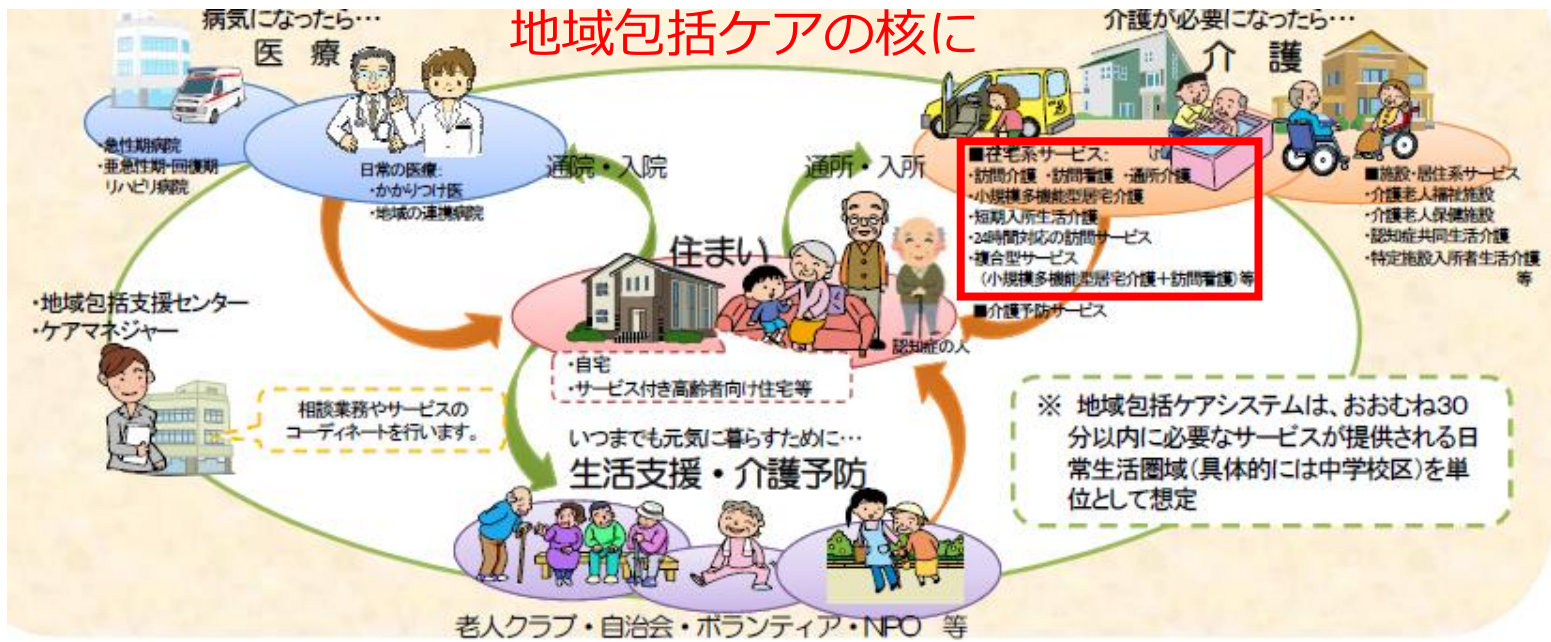 地域包括ケアの核に
病気になったら…
医 療
・急性期病院
・亜急性期・回復期
リハビリ病院
日常の医療:
・かかりつけ医
・地域の連携病院
通院・入院
通所・入所
介護が必要になったら…
介 護
■在宅系サービス:
・訪問介護 ・訪問看護 ・通所介護
・小規模多機能型居宅介護
・短期入所生活介護
・24時間対応の訪問サービス
・複合型サービス
(小規模多機能型居宅介護+訪問看護)等
■介護予防サービス
■施設・居住系サービス
・介護老人福祉施設
・介護老人保健施設
・認知症共同生活介護
・特定施設入所者生活介護
等
住まい
認知症の人
・自宅
・サービス付き高齢者向け住宅等
・地域包括支援センター
・ケアマネジャー
相談業務やサービスの
コーディネートを行います。
いつまでも元気に暮らすために…
生活支援・介護予防
老人クラブ・自治会・ボランティア・NPO 等
※ 地域包括ケアシステムは、おおむね30
分以内に必要なサービスが提供される日
常生活圏域(具体的には中学校区)を単
位として想定